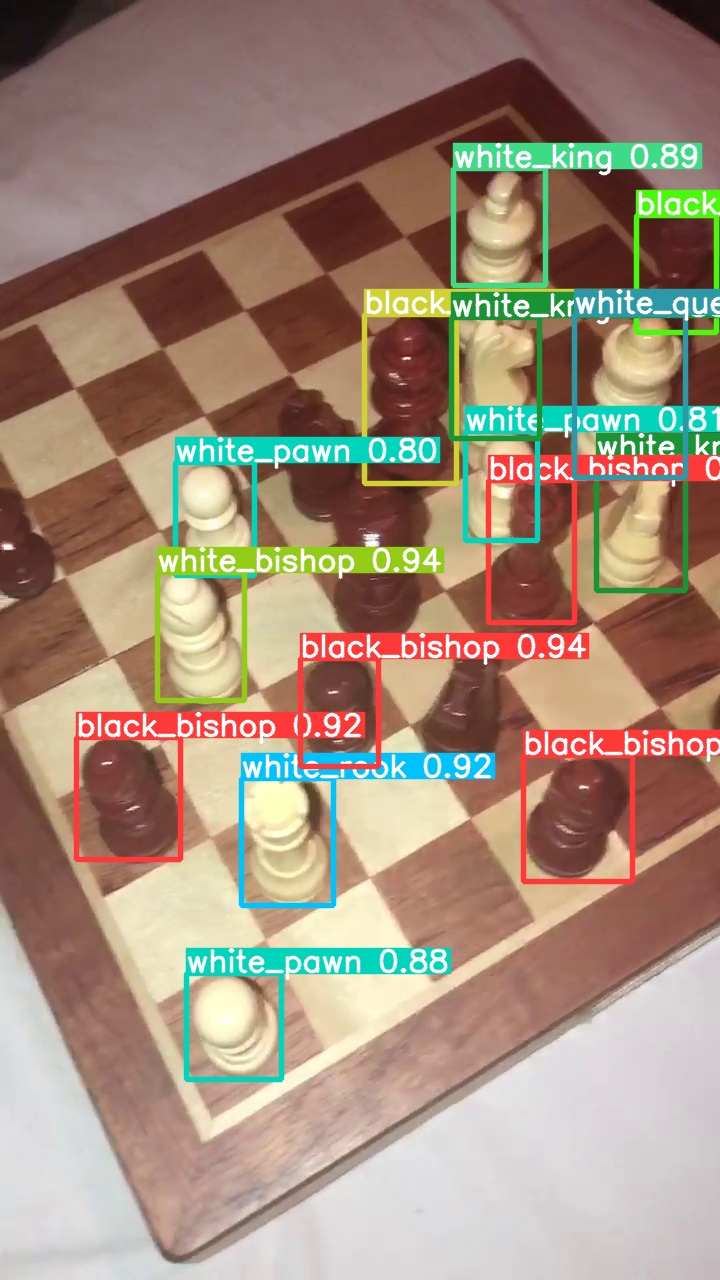 white_king 0.89
black
black
white_kn
white_que
white_pawn 0.81
white_pawn 0.80
white_kn
black_bishop 0
white_bishop 0.94
black_bishop 0.94
black_bishop 0.92
black_bishop
white_rook 0.92
white_pawn 0.88